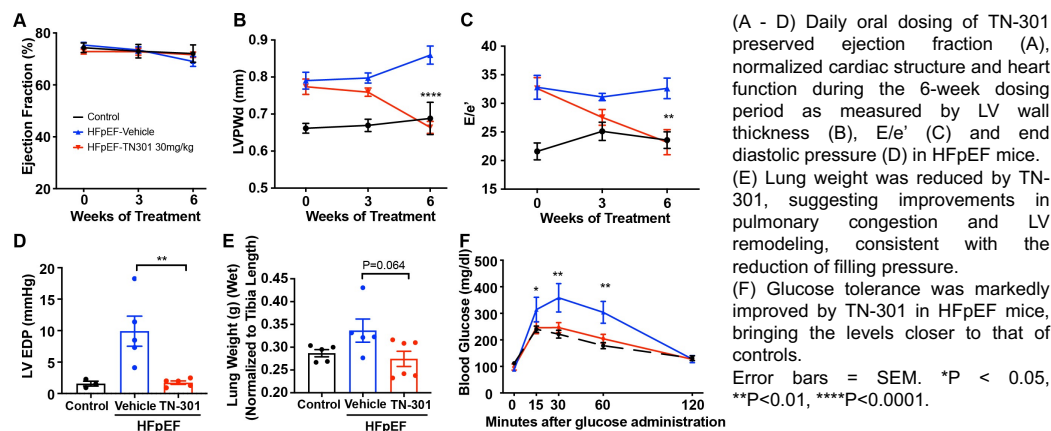 A
Ejection Fraction (%)
100
80
60
40
20
0
3
6
Weeks of Treatment
Control
HFpEF-Vehicle
HFpEF-TN301 30mg/kg
B
LVPWd (mm)
0.9
0.8
0.7
0.6
0.5
****
0
3
6
Weeks of Treatment
C
E/e'
40
35
30
25
20
15
**
0
3
6
Weeks of Treatment
D
LV EDP (mmHg)
20
15
10
5
0
**
Control
Vehicle
TN-301
HFpEF
E
Lung Weight (g) (Wet)
(Normalized to Tibia Length)
0.45
0.40
0.35
0.30
0.25
0.20
P=0.064
Control
Vehicle
TN-301
HFpEF
F
Blood Glucose (mg/dl)
500
400
300
200
100
0
*
**
**
0
15
30
60
120
Minutes after glucose administration
(A - D) Daily oral dosing of TN-301
preserved ejection fraction (A),
normalized cardiac structure and heart
function during the 6-week dosing
period as measured by LV wall
thickness (B), E/e' (C) and end
diastolic pressure (D) in HFpEF mice.
(E) Lung weight was reduced by TN-
301, suggesting improvements in
pulmonary congestion and LV
remodeling, consistent with the
reduction of filling pressure.
(F) Glucose tolerance was markedly
improved by TN-301 in HFpEF mice,
bringing the levels closer to that of
controls.
Error bars = SEM. *P < 0.05,
**P<0.01, ****P<0.0001.